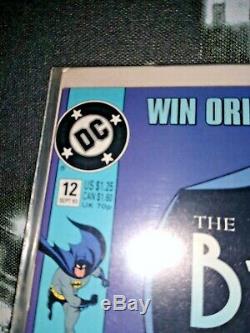 DC
WIN ORI
12
SEPT 93
US $1.25
CAN $1.60
UK 70p
THE
B